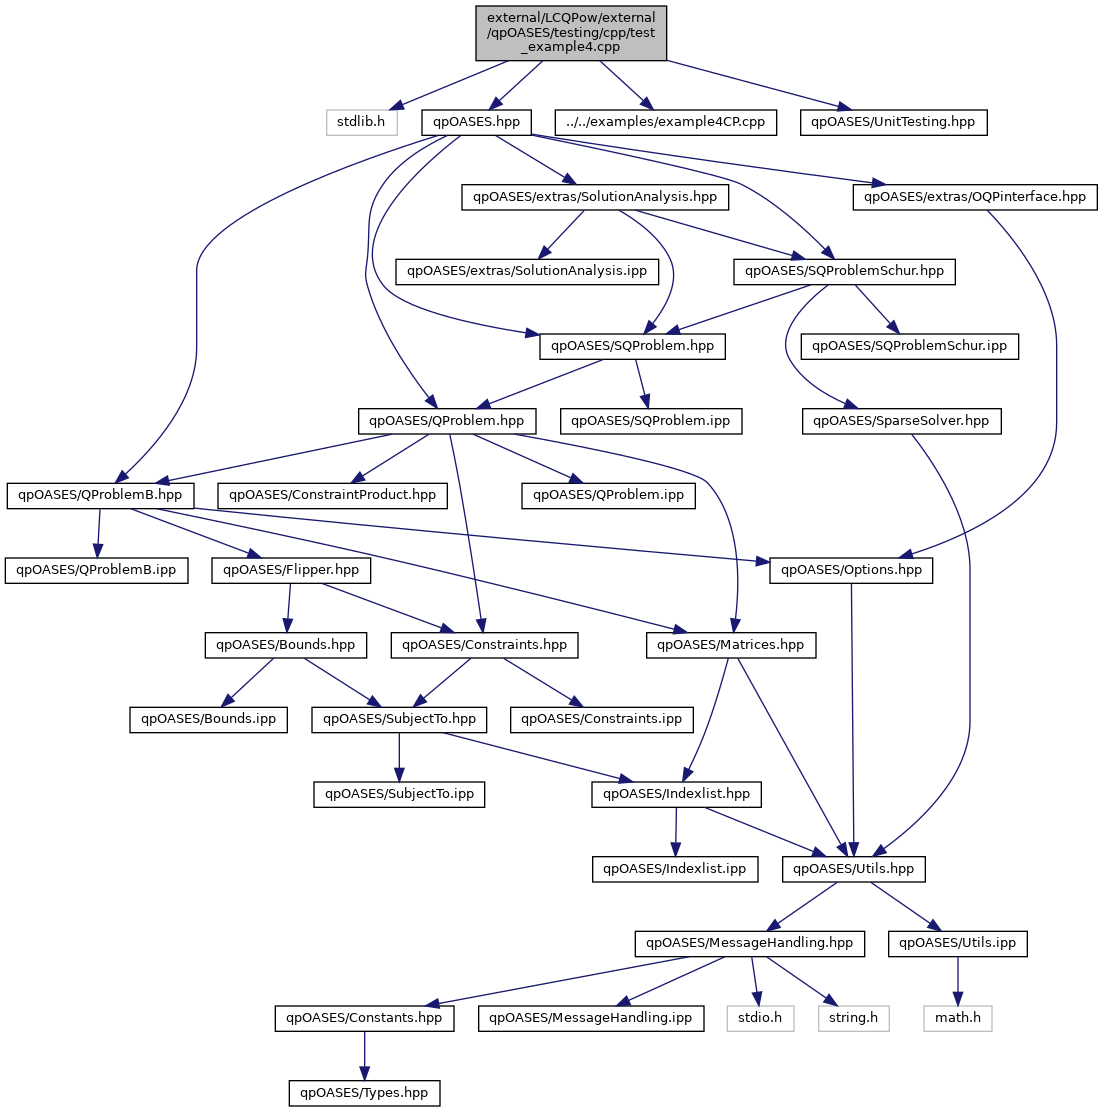 external/LCQPow/external
/qpOASES/testing/cpp/test
_example4.cpp
stdlib.h
qpOASES.hpp
../../examples/example4CP.cpp
qpOASES/UnitTesting.hpp
qpOASES/extras/SolutionAnalysis.hpp
qpOASES/extras/OQPinterface.hpp
qpOASES/extras/SolutionAnalysis.ipp
qpOASES/SQProblemSchur.hpp
qpOASES/SQProblem.hpp
qpOASES/SQProblemSchur.ipp
qpOASES/QProblem.hpp
qpOASES/SQProblem.ipp
qpOASES/SparseSolver.hpp
qpOASES/QProblemB.hpp
qpOASES/ConstraintProduct.hpp
qpOASES/QProblem.ipp
qpOASES/QProblemB.ipp
qpOASES/Flipper.hpp
qpOASES/Options.hpp
qpOASES/Bounds.hpp
qpOASES/Constraints.hpp
qpOASES/Matrices.hpp
qpOASES/Bounds.ipp
qpOASES/SubjectTo.hpp
qpOASES/Constraints.ipp
qpOASES/SubjectTo.ipp
qpOASES/Indexlist.hpp
qpOASES/Indexlist.ipp
qpOASES/Utils.hpp
qpOASES/MessageHandling.hpp
qpOASES/Utils.ipp
qpOASES/Constants.hpp
qpOASES/MessageHandling.ipp
stdio.h
string.h
math.h
qpOASES/Types.hpp